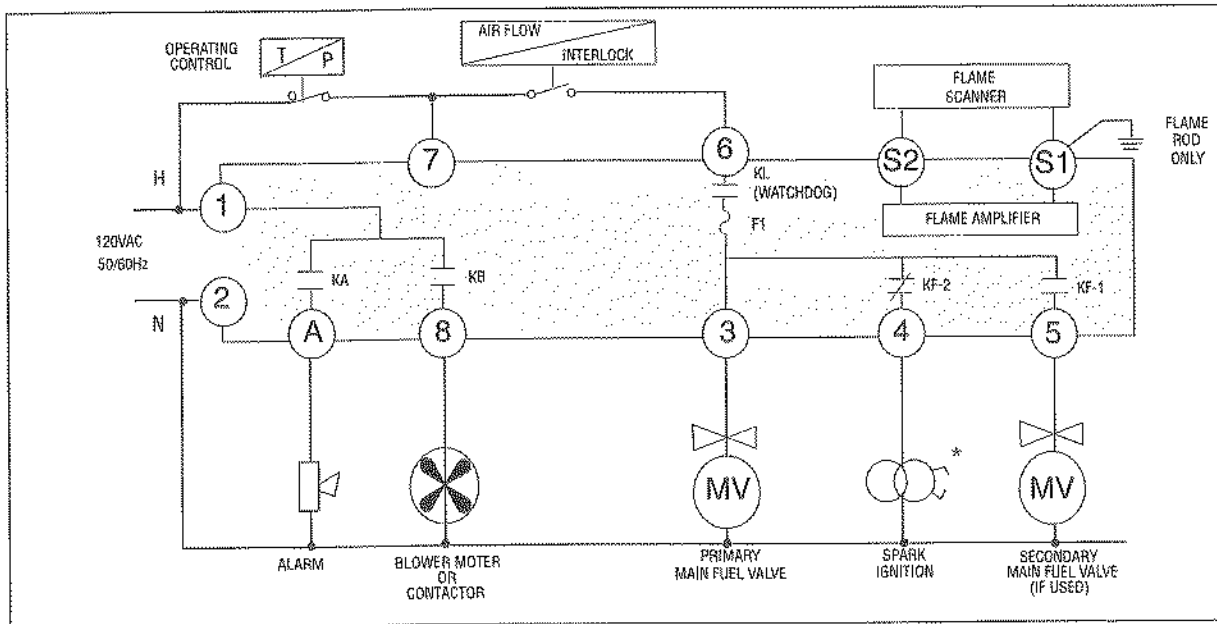 OPERATING
CONTROL
T
P
AIR FLOW
INTERLOCK
FLAME
SCANNER
FLAME
ROD
ONLY
7
6
S2
S1
H
1
KL
(WATCHDOG)
FLAME AMPLIFIER
F1
120VAC
50/60Hz
KA
KB
KF-2
KF-1
2
N
A
8
3
4
5
*
MV
MV
ALARM
BLOWER MOTER
OR
CONTACTOR
PRIMARY
MAIN FUEL VALVE
SPARK
IGNITION
SECONDARY
MAIN FUEL VALVE
(IF USED)